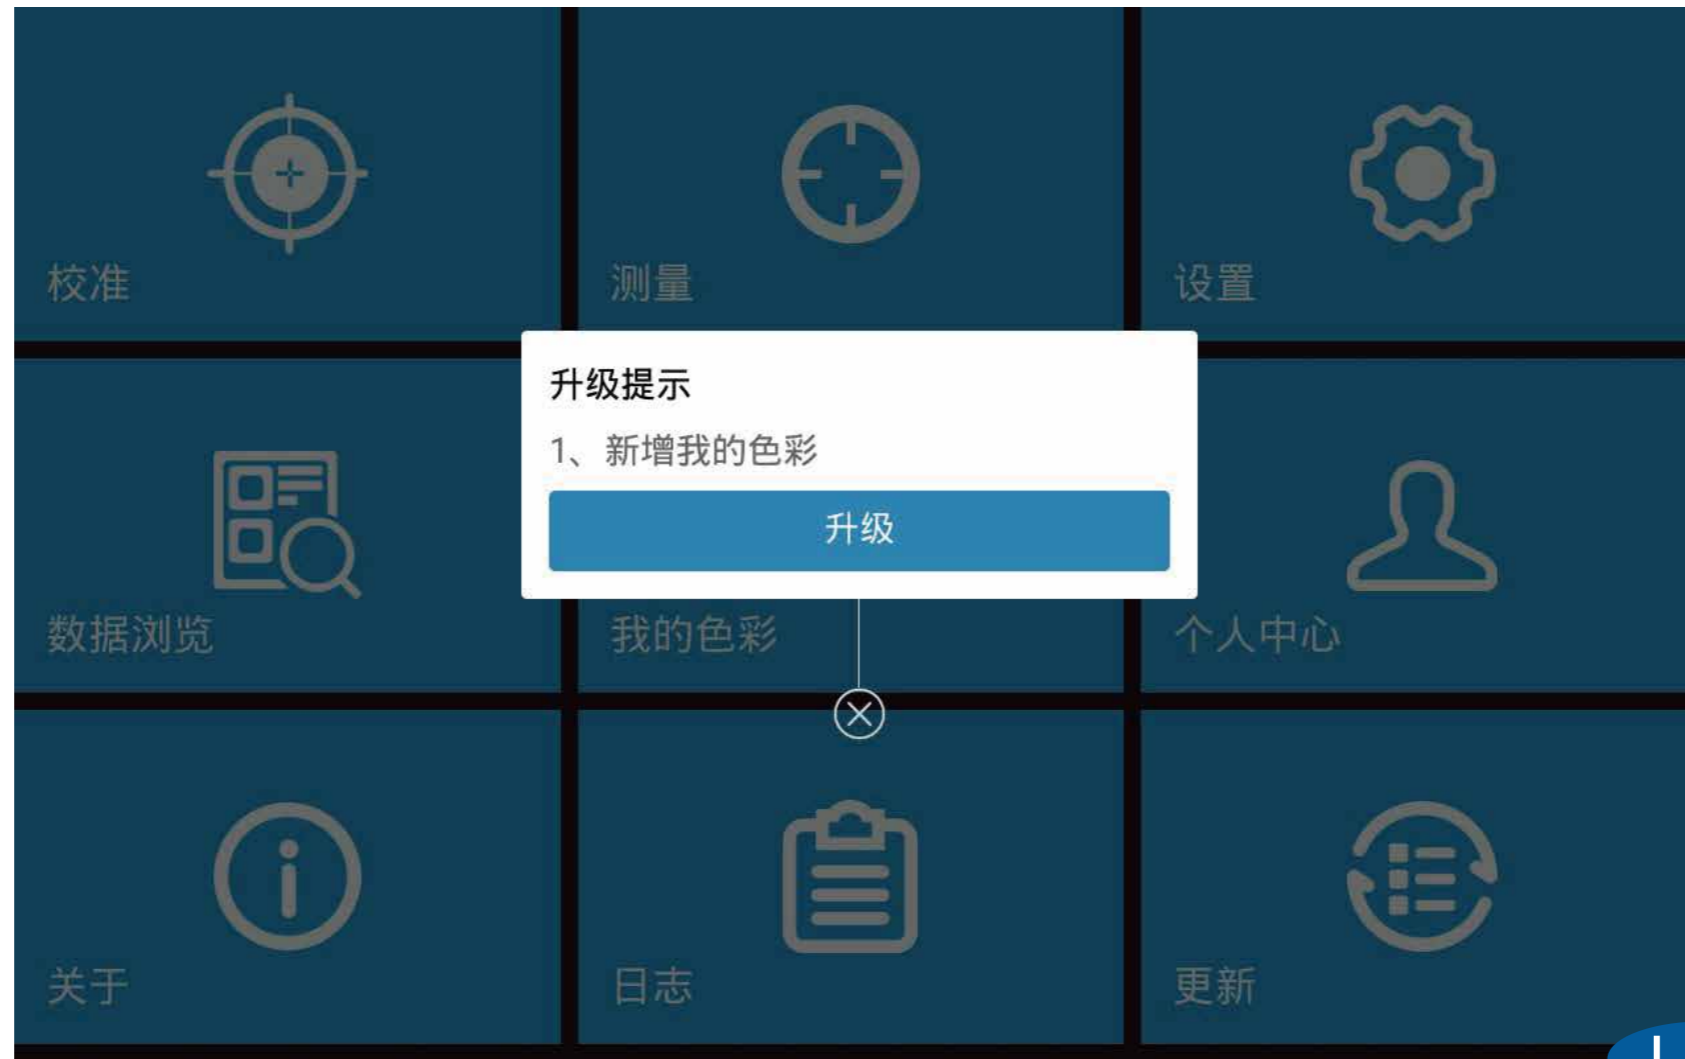 校准
测量
设置
升级提示
1、新增我的色彩
升级
数据浏览
我的色彩
个人中心
关于
日志
更新